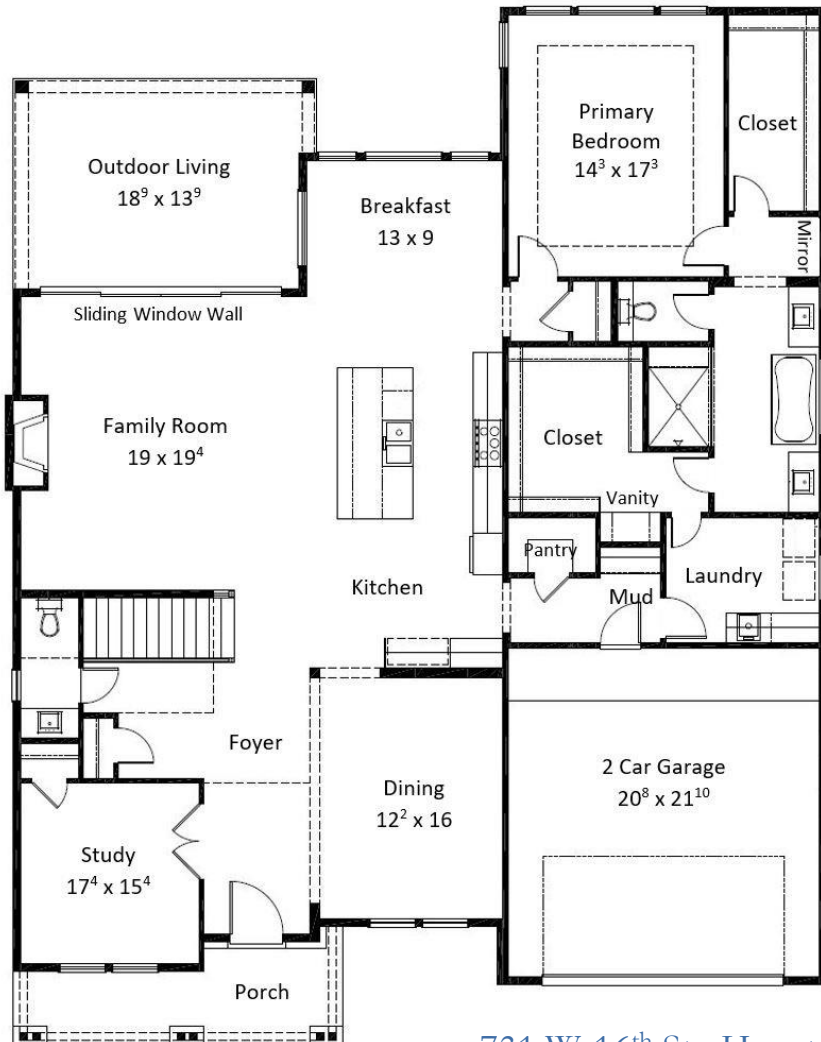 Primary
Bedroom
14³ x 17³
Closet
Outdoor Living
18⁹ x 13⁹
Breakfast
13 x 9
Mirror
Sliding Window Wall
Family Room
19 x 19⁴
Closet
Vanity
Pantry
Laundry
Kitchen
Mud
Foyer
2 Car Garage
20⁸ x 21¹⁰
Dining
12² x 16
Study
17⁴ x 15⁴
Porch